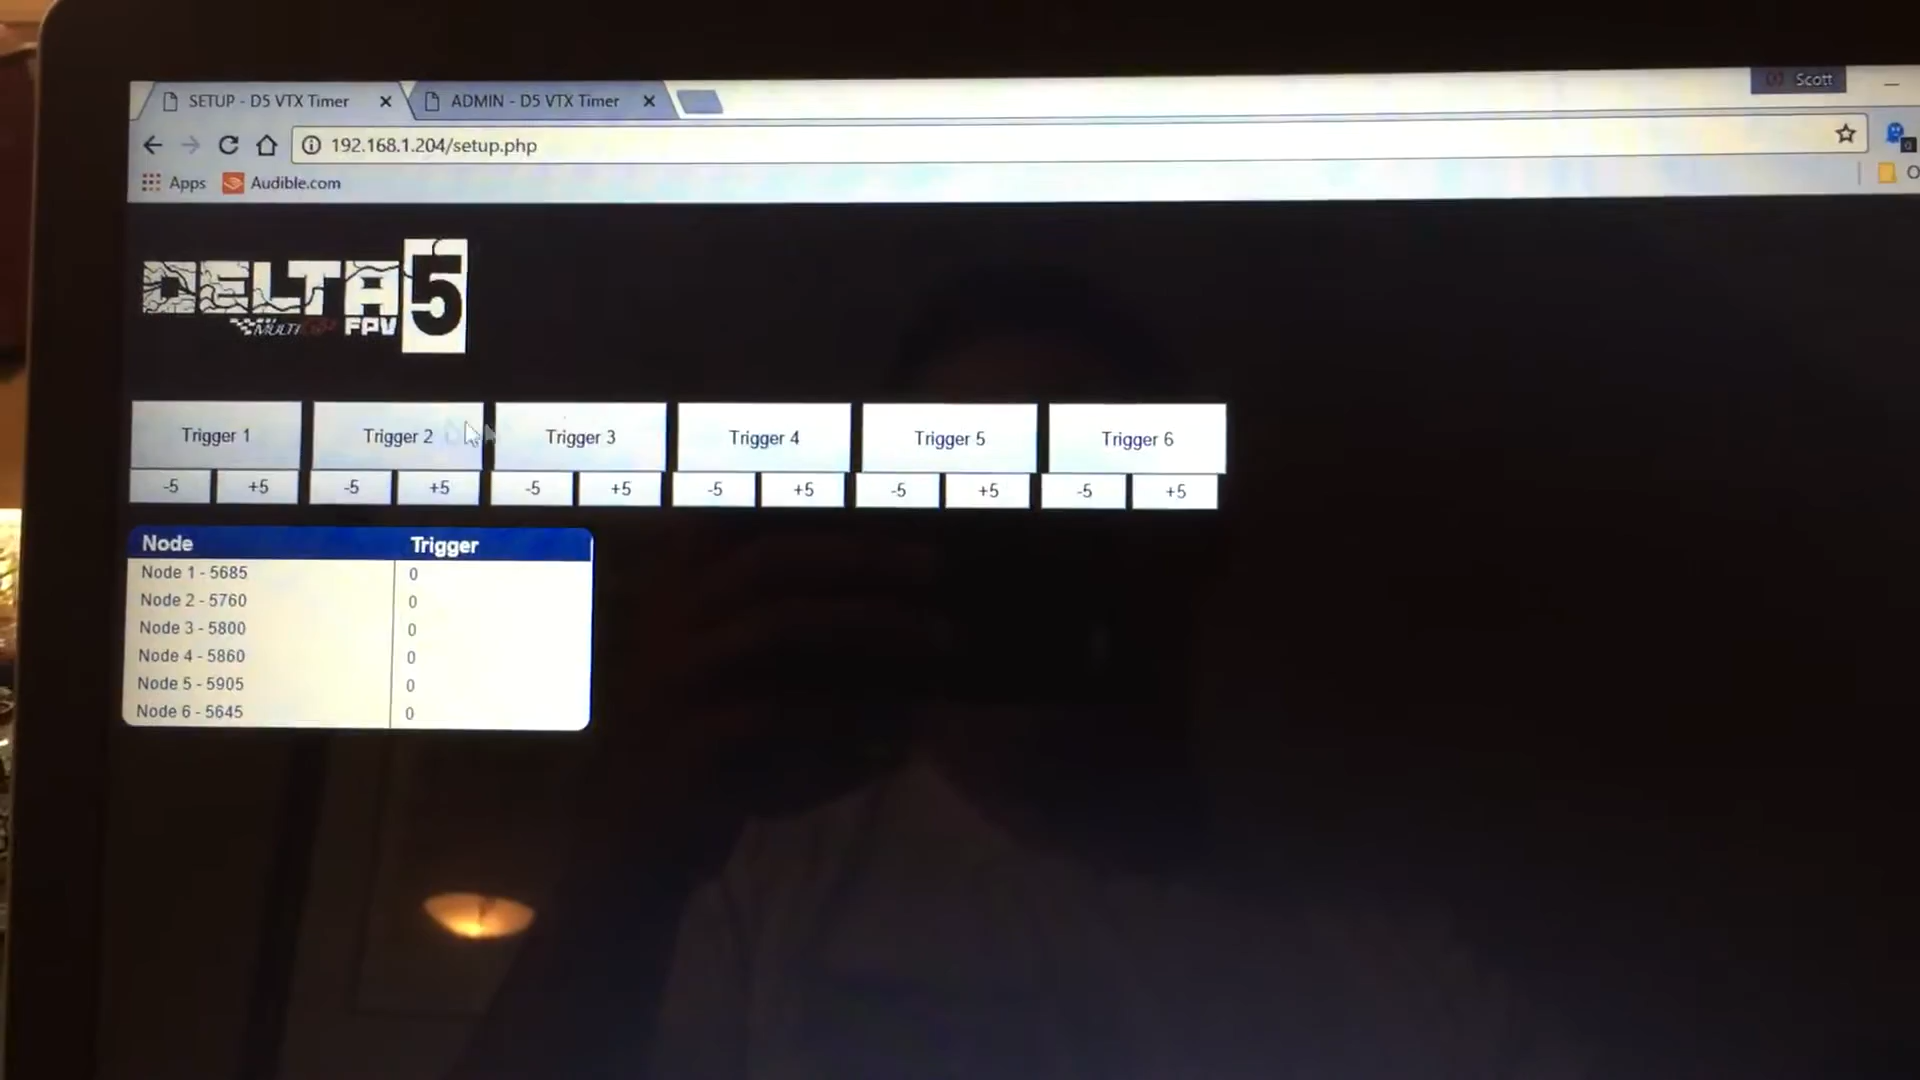 SETUP - D5 VTX Timer
ADMIN - D5 VTX Timer
Scott
192.168.1.204/setup.php
0
Apps
Audible.com
O
DELTA 5
MULTIGP FPV
Trigger 1
Trigger 2
Trigger 3
Trigger 4
Trigger 5
Trigger 6
-5 +5 -5 +5 -5 +5 -5 +5 -5 +5 -5 +5
Node Trigger
Node 1 - 5685 0
Node 2 - 5760 0
Node 3 - 5800 0
Node 4 - 5860 0
Node 5 - 5905 0
Node 6 - 5645 0